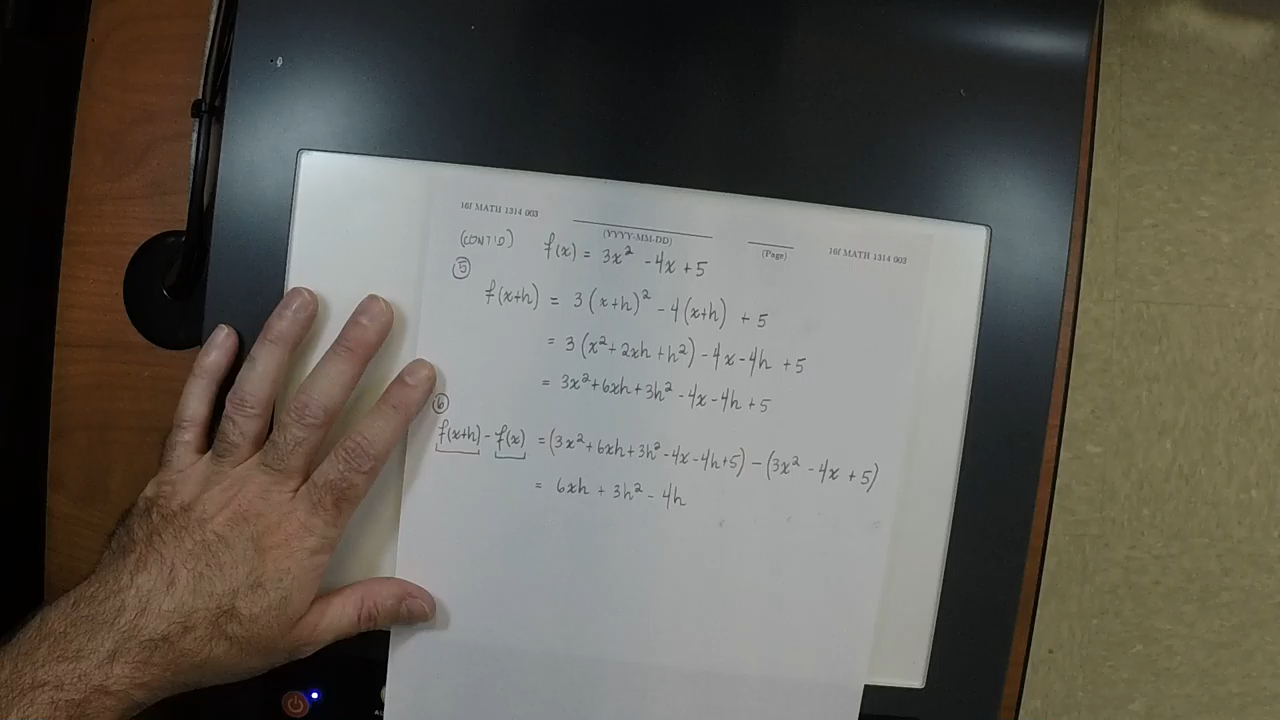 16f MATH 1314 003
(YYYY-MM-DD)
(Page)
16f MATH 1314 003
(CONT'D) f(x) = 3x² - 4x + 5
⑤
f(x+h) = 3(x+h)² - 4(x+h) + 5
= 3(x² + 2xh + h²) - 4x - 4h + 5
= 3x² + 6xh + 3h² - 4x - 4h + 5
⑥
f(x+h) - f(x) = (3x² + 6xh + 3h² - 4x - 4h + 5) - (3x² - 4x + 5)
= 6xh + 3h² - 4h